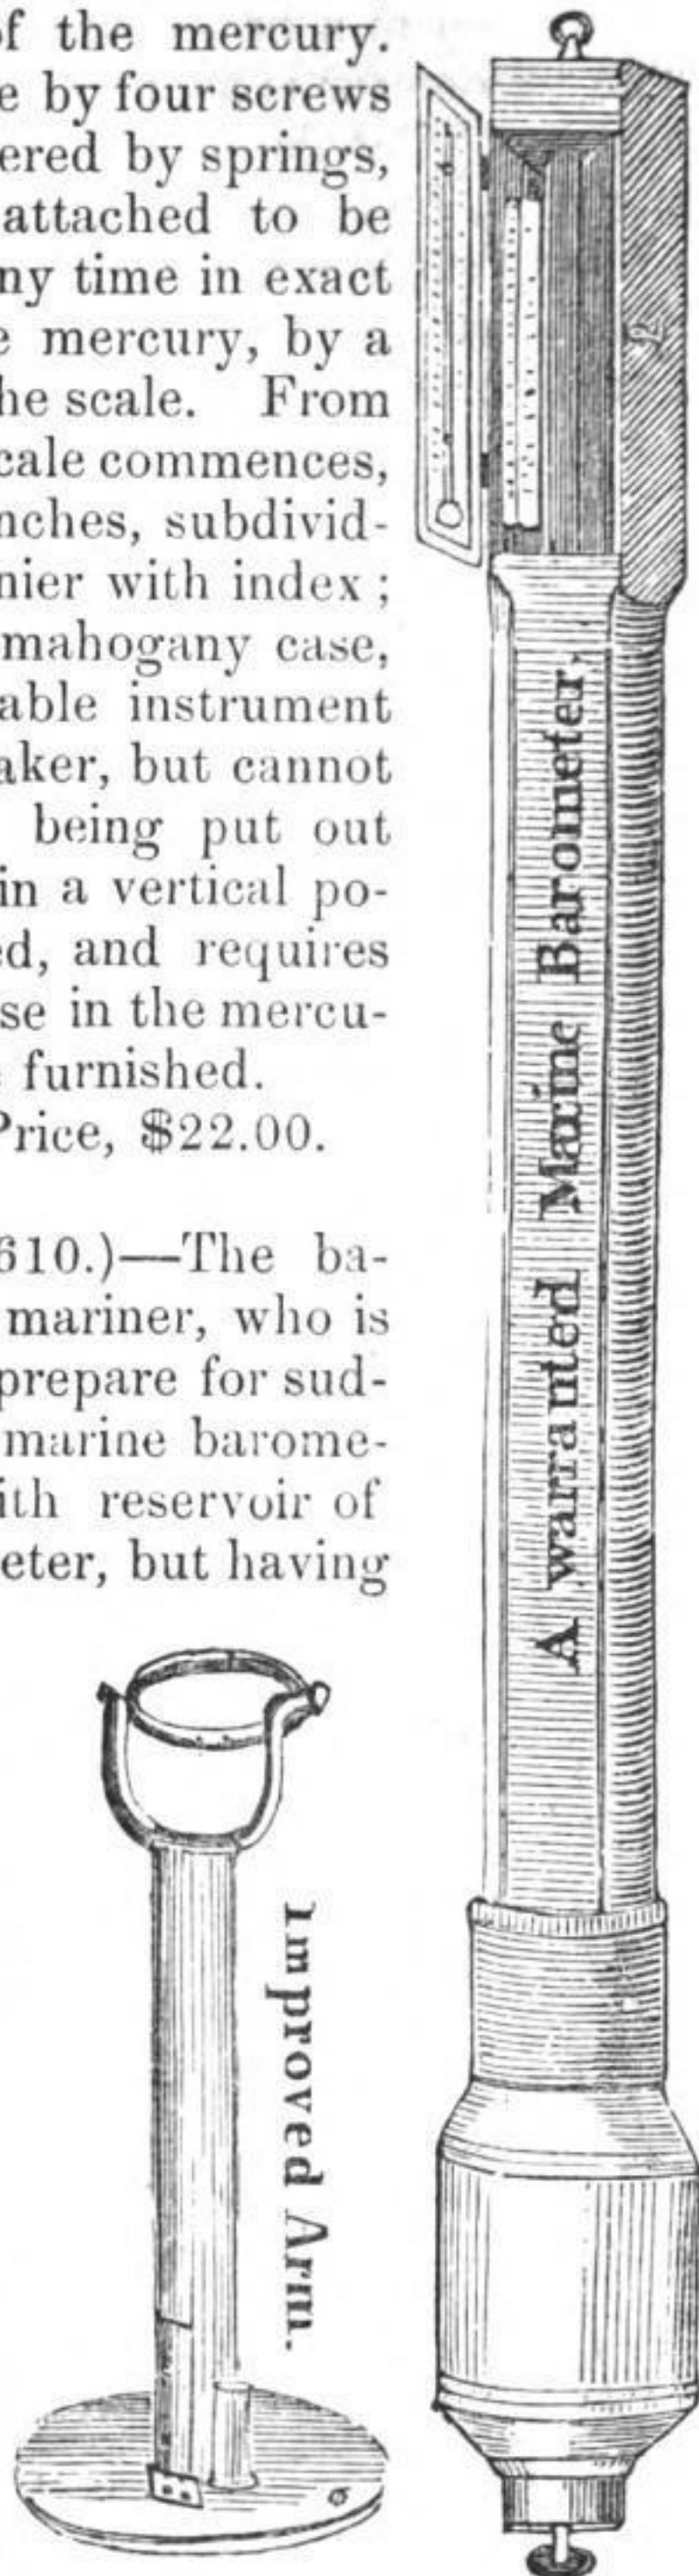 of the mercury.
e by four screws
ered by springs,
attached to be
ny time in exact
e mercury, by a
he scale. From
cale commences,
nches, subdivid-
nier with index;
mahogany case,
able instrument
aker, but cannot
being put out
in a vertical po-
ed, and requires
se in the mercu-
e furnished.
Price, $22.00.
610.)—The ba-
mariner, who is
prepare for sud-
marine barome-
ith reservoir of
eter, but having
A warranted Marine Barometer.
Improved Arm.